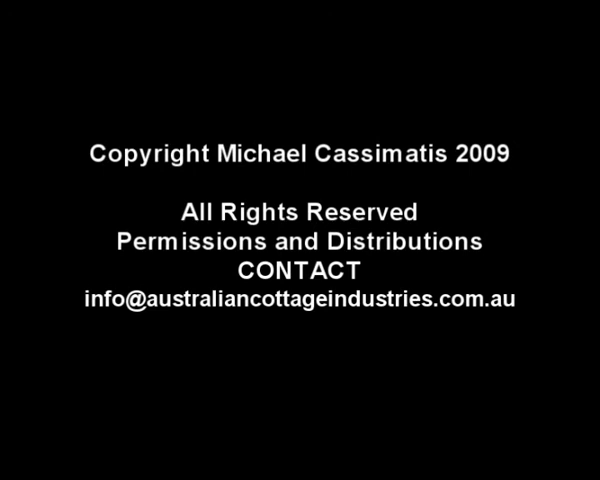 Copyright Michael Cassimatis 2009
All Rights Reserved
Permissions and Distributions
CONTACT
info@australiancottageindustries.com.au